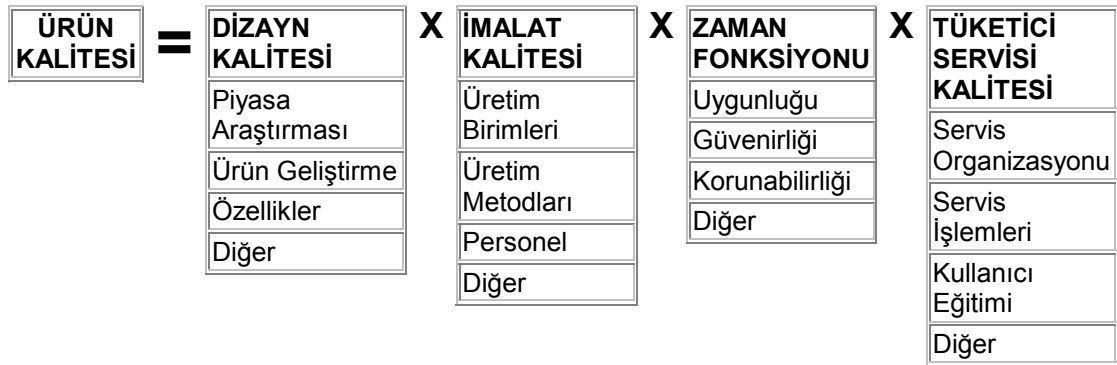 ÜRÜN
KALİTESİ
=
DİZAYN
KALİTESİ
Piyasa
Araştırması
Ürün Geliştirme
Özellikler
Diğer
X
İMALAT
KALİTESİ
Üretim
Birimleri
Üretim
Metodları
Personel
Diğer
X
ZAMAN
FONKSİYONU
Uygunluğu
Güvenirliği
Korunabilirliği
Diğer
X
TÜKETİCİ
SERVİSİ
KALİTESİ
Servis
Organizasyonu
Servis
İşlemleri
Kullanıcı
Eğitimi
Diğer